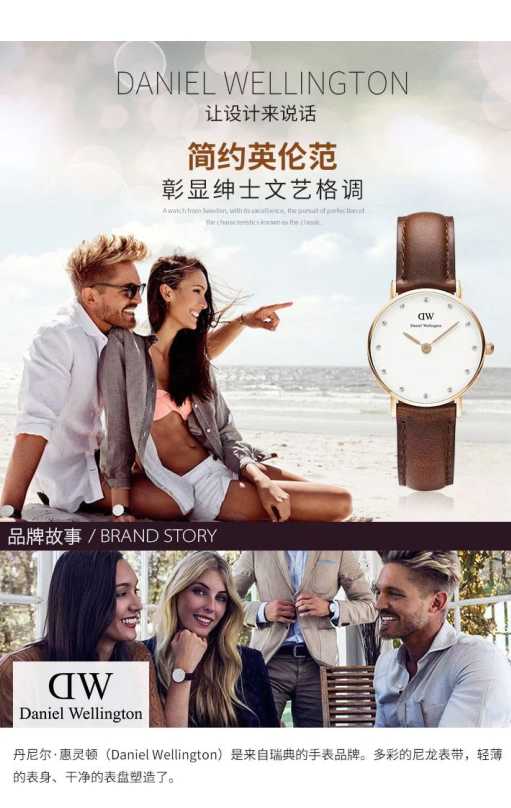 DANIEL WELLINGTON
让设计来说话
简约英伦范
彰显绅士文艺格调
A watch from Sweden, with its excellence, the pursuit of perfection of
the characteristics known as the classic.
DW
Daniel Wellington
品牌故事 / BRAND STORY
DW
Daniel Wellington
丹尼尔·惠灵顿（Daniel Wellington）是来自瑞典的手表品牌。多彩的尼龙表带，轻薄
的表身、干净的表盘塑造了。